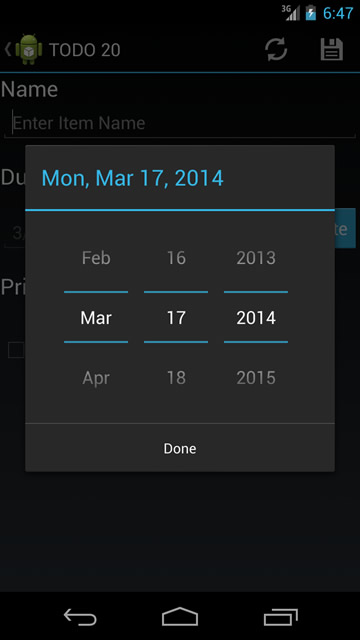 3G 6:47
TODO 20
Name
Enter Item Name
Du
Mon, Mar 17, 2014
3/
te
Feb 16 2013
Pri
Mar 17 2014
Apr 18 2015
Done